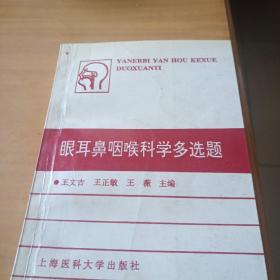 YANERBI YAN HOU KEXUE
DUOXUANTI
眼耳鼻咽喉科学多选题
●王文吉 王正敏 王薇 主编
上海医科大学出版社